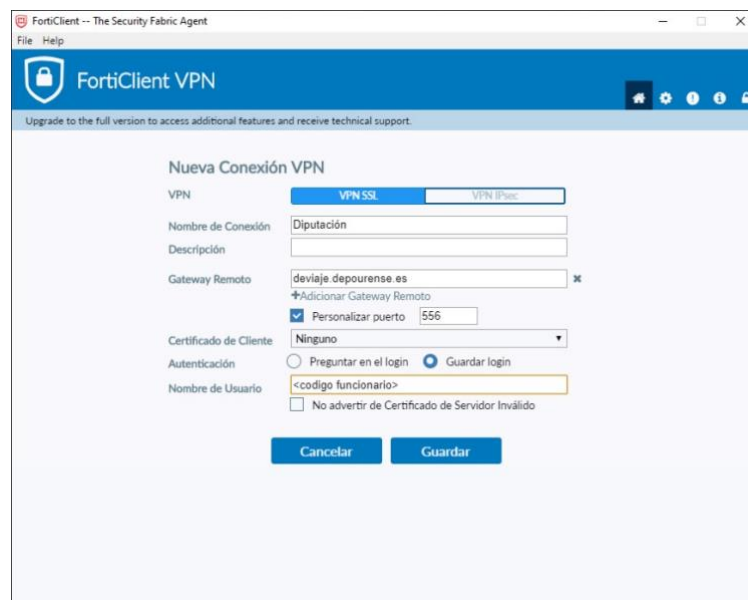 FortiClient -- The Security Fabric Agent
File Help
FortiClient VPN
Upgrade to the full version to access additional features and receive technical support.
Nueva Conexión VPN
VPN VPN SSL VPN IPsec
Nombre de Conexión Diputación
Descripción
Gateway Remoto deviaje.depourense.es
+Adicionar Gateway Remoto
Personalizar puerto 556
Certificado de Cliente Ninguno
Autenticación Preguntar en el login Guardar login
Nombre de Usuario <codigo funcionario>
No advertir de Certificado de Servidor Inválido
Cancelar Guardar